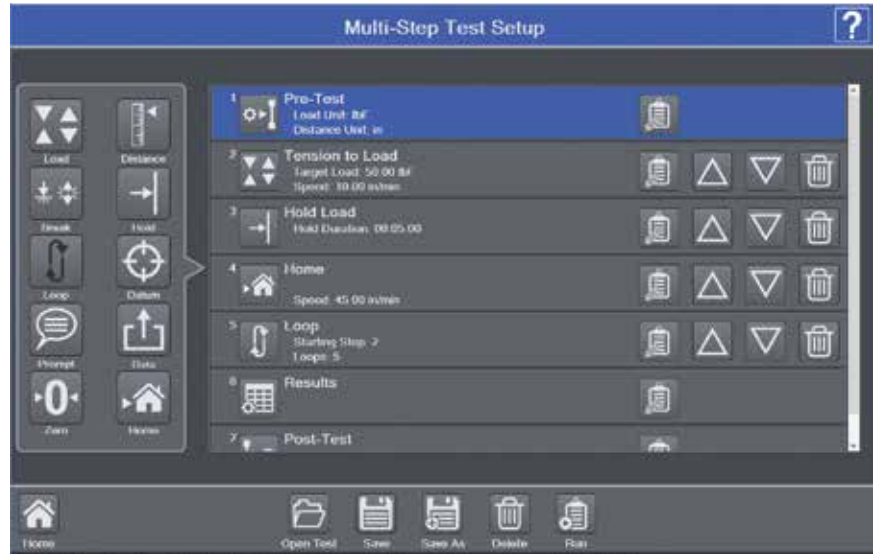 Multi-Step Test Setup
?
Load
Distance
Break
Hold
Loop
Datum
Prompt
Data
0
Zero
Home
1 Pre-Test
Load Unit: lbF
Distance Unit: in
2 Tension to Load
Target Load: 50.00 lbF
Speed: 10.00 in/min
3 Hold Load
Hold Duration: 00:05:00
4 Home
Speed: 45.00 in/min
5 Loop
Starting Step: 2
Loops: 5
6 Results
7 Post-Test
Home
Open Test
Save
Save As
Delete
Run